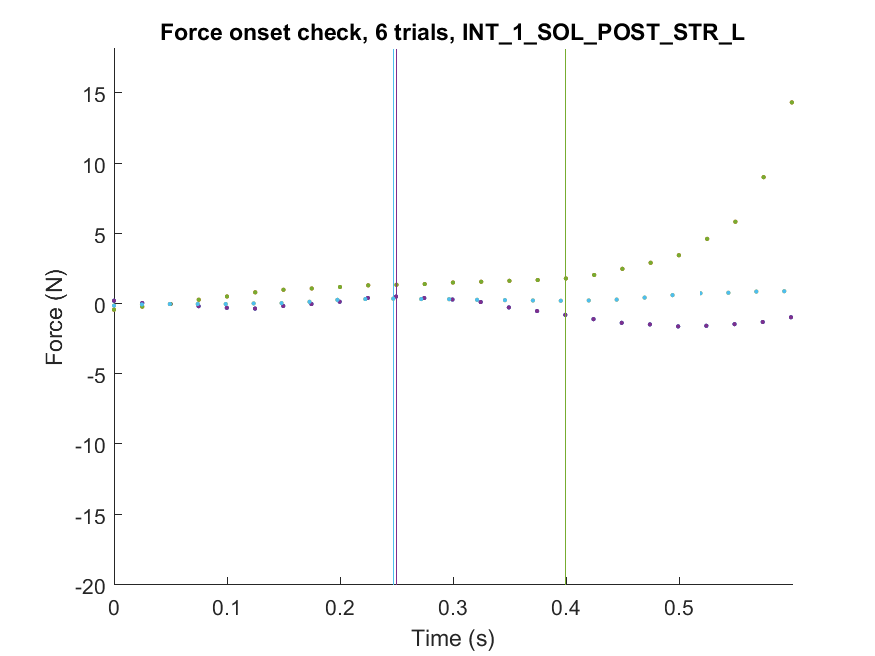 Force onset check, 6 trials, INT_1_SOL_POST_STR_L
15
10
5
0
-5
-10
-15
-20
Force (N)
0 0.1 0.2 0.3 0.4 0.5
Time (s)